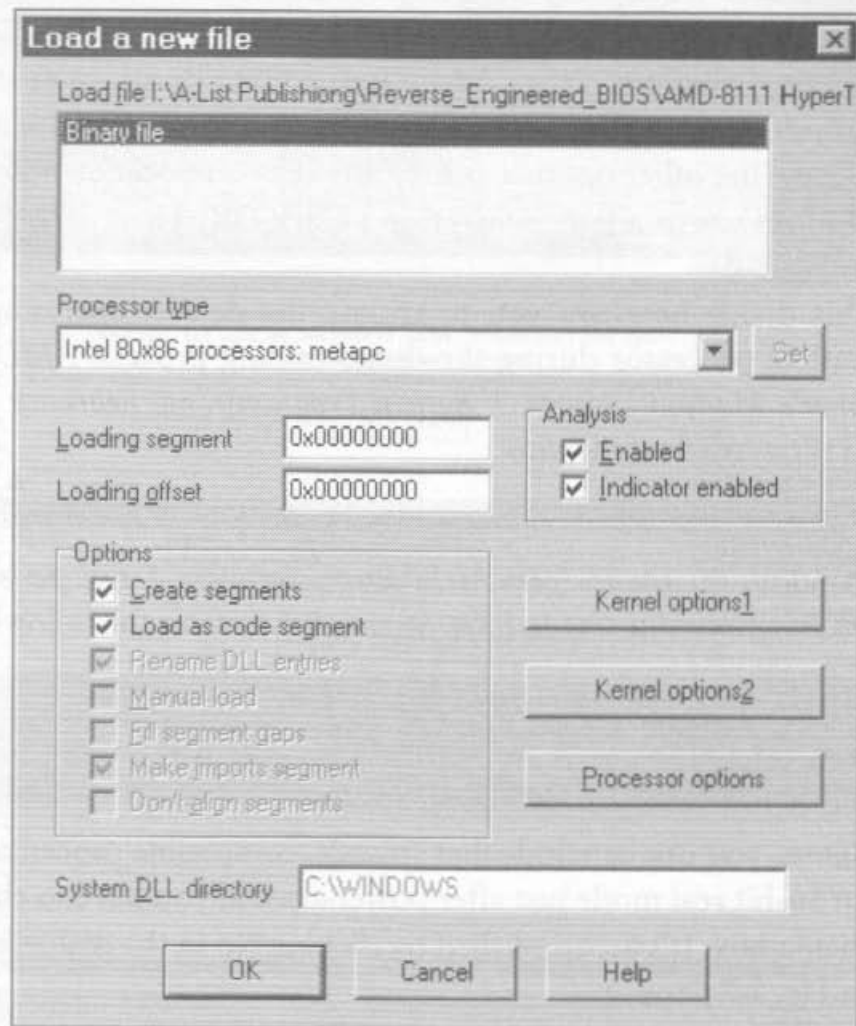 Load a new file
Load file I:\A-List Publishiong\Reverse_Engineered_BIOS\AMD-8111 HyperT
Binary file
Processor type
Intel 80x86 processors: metapc
Set
Loading segment 0x00000000
Loading offset 0x00000000
Analysis
Enabled
Indicator enabled
Options
Create segments
Load as code segment
Rename DLL entries
Manual load
Fill segment gaps
Make imports segment
Don't align segments
Kernel options1
Kernel options2
Processor options
System DLL directory C:\WINDOWS
OK
Cancel
Help